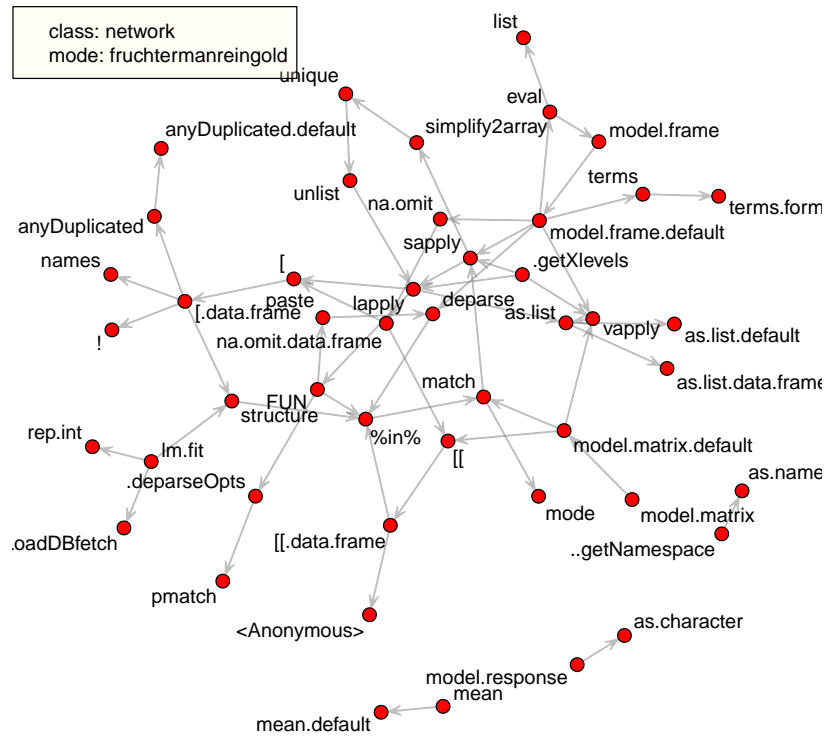 class: network
mode: fruchtermanreingold
list
unique
eval
simplify2array
model.frame
anyDuplicated.default
unlist
na.omit
terms
terms.form
anyDuplicated
sapply
model.frame.default
names
[
.getXlevels
paste
lapply
deparse
as.list
[.data.frame
vapply
as.list.default
!
na.omit.data.frame
match
as.list.data.frame
FUN
structure
%in%
model.matrix.default
rep.int
lm.fit
[[
as.name
.deparseOpts
mode
model.matrix
.oadDBfetch
[[.data.frame
..getNamespace
pmatch
<Anonymous>
as.character
model.response
mean
mean.default